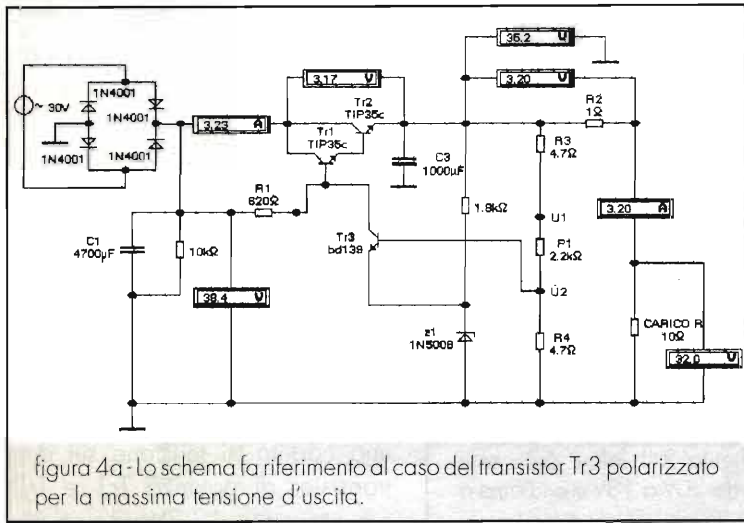 35.2 V
3.17 V
3.20 V
1N4001
1N4001
~ 30V
1N4001
1N4001
3.23 A
Tr2
TIP35c
Tr1
TIP35c
R2
1Ω
C3
1000µF
R3
4.7Ω
R1
820Ω
1.8kΩ
3.20 A
U1
C1
4700µF
10kΩ
Tr3
bd139
P1
2.2kΩ
U2
38.4 V
z1
1N5008
R4
4.7Ω
CARICO R
10Ω
32.0 V
figura 4a - Lo schema fa riferimento al caso del transistor Tr3 polarizzato
per la massima tensione d'uscita.